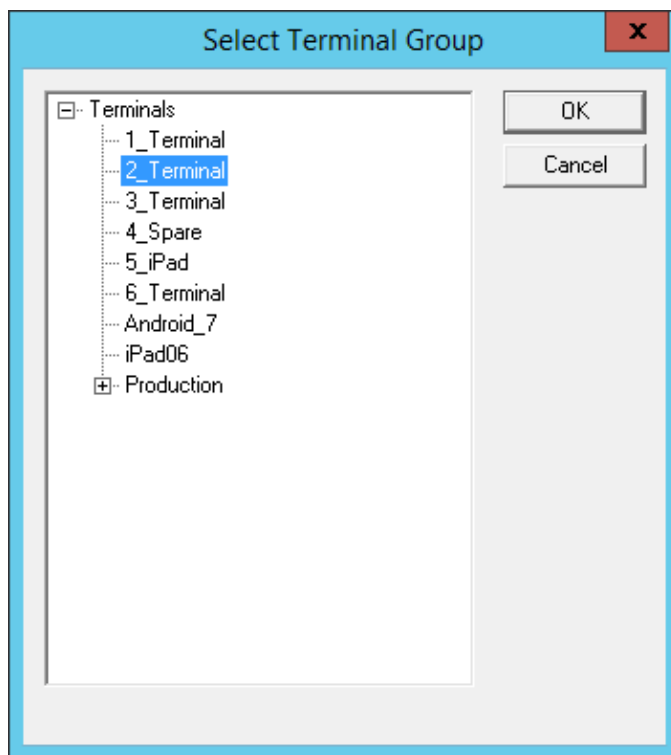 Select Terminal Group
x
Terminals
OK
1_Terminal
2_Terminal
Cancel
3_Terminal
4_Spare
5_iPad
6_Terminal
Android_7
iPad06
Production